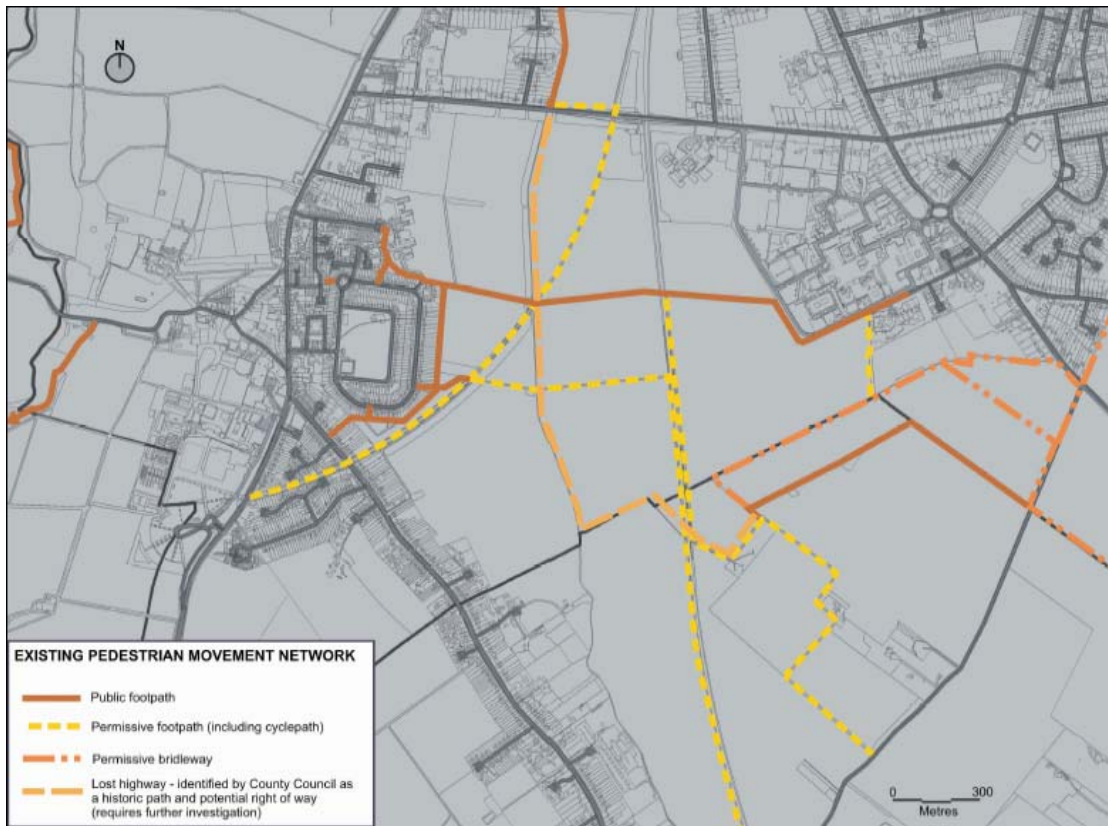 N
EXISTING PEDESTRIAN MOVEMENT NETWORK
Public footpath
Permissive footpath (including cyclepath)
Permissive bridleway
Lost highway - identified by County Council as
a historic path and potential right of way
(requires further investigation)
0 300
Metres